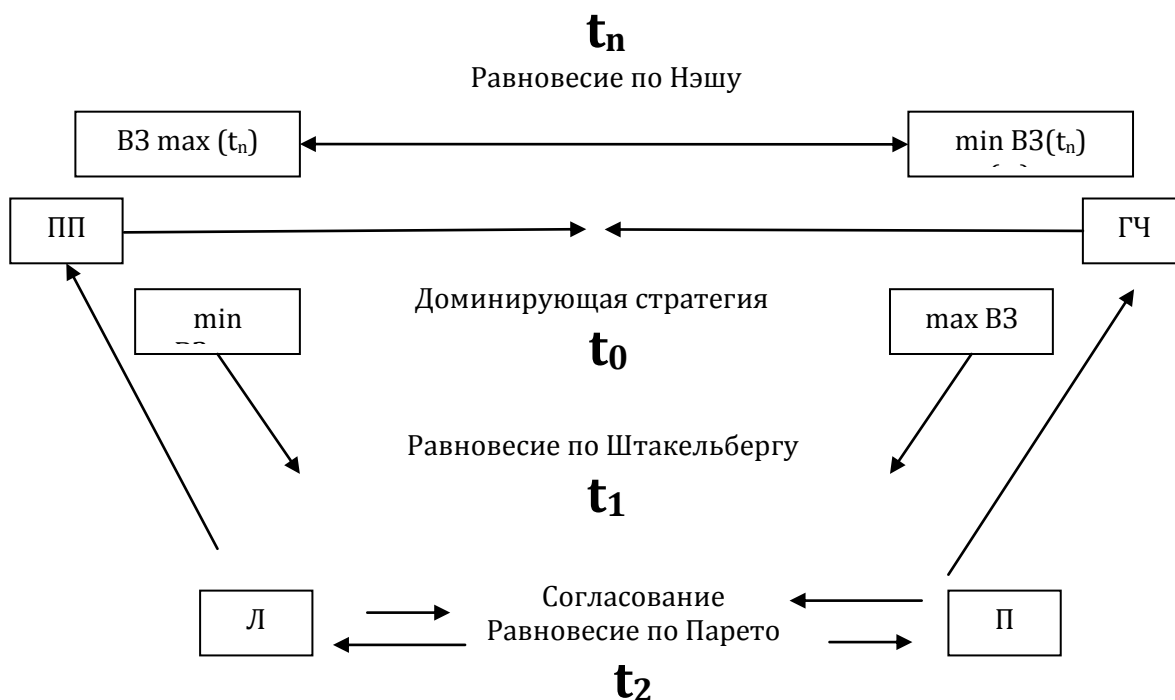 tn
Равновесие по Нэшу
ВЗ max (tn)
min ВЗ(tn)
ПП
ГЧ
Доминирующая стратегия
min
max ВЗ
t0
Равновесие по Штакельбергу
t1
Согласование
Л
П
Равновесие по Парето
t2